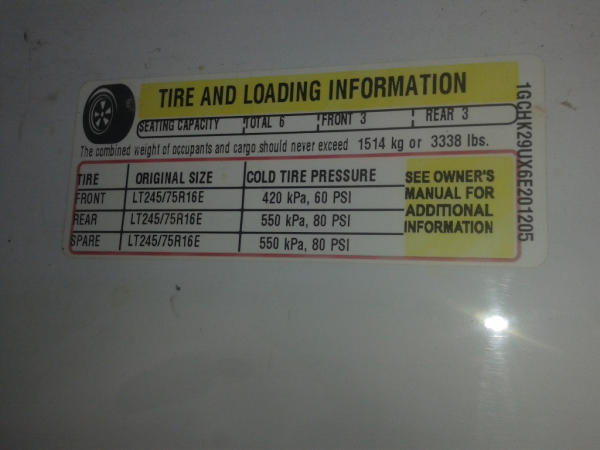 TIRE AND LOADING INFORMATION
SEATING CAPACITY TOTAL 6 FRONT 3 REAR 3
The combined weight of occupants and cargo should never exceed 1514 kg or 3338 lbs.
TIRE ORIGINAL SIZE COLD TIRE PRESSURE
FRONT LT245/75R16E 420 kPa, 60 PSI
REAR LT245/75R16E 550 kPa, 80 PSI
SPARE LT245/75R16E 550 kPa, 80 PSI
SEE OWNER'S
MANUAL FOR
ADDITIONAL
INFORMATION
1GCHK29UX6E201205